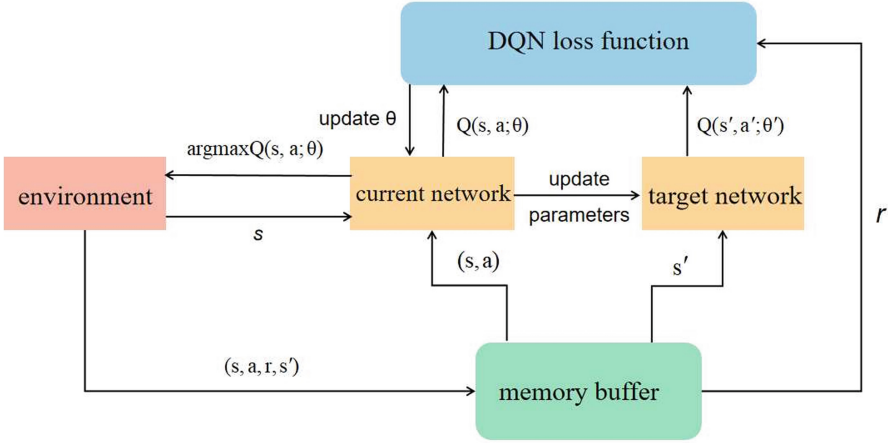 DQN loss function
update θ
Q(s, a;θ)
Q(s′,a′;θ′)
argmaxQ(s, a;θ)
environment
current network
update
parameters
target network
s
r
(s,a)
s′
(s,a,r,s′)
memory buffer